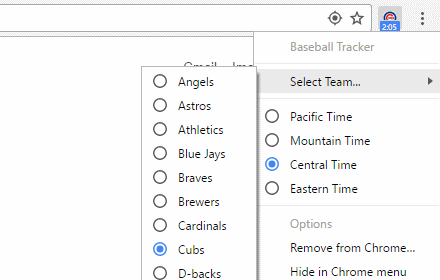 2:05
Baseball Tracker
Select Team...
Pacific Time
Mountain Time
Central Time
Eastern Time
Options
Remove from Chrome...
Hide in Chrome menu
Angels
Astros
Athletics
Blue Jays
Braves
Brewers
Cardinals
Cubs
D-backs